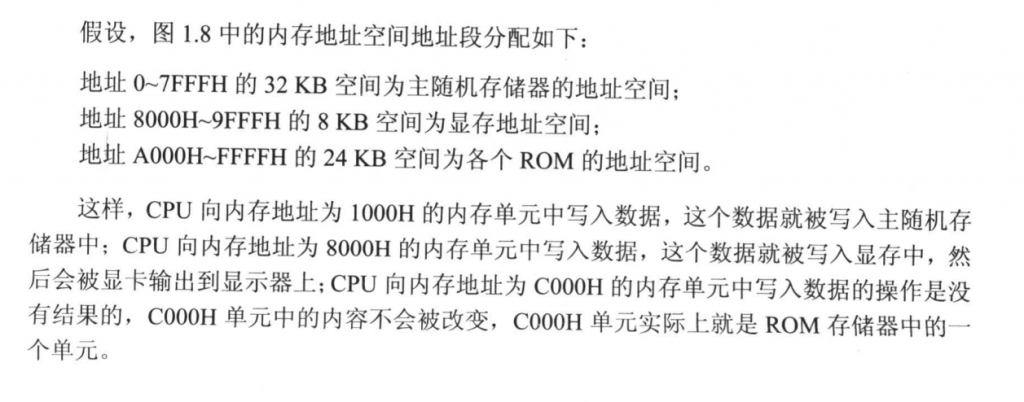 假设，图 1.8 中的内存地址空间地址段分配如下：
地址 0~7FFFH 的 32 KB 空间为主随机存储器的地址空间；
地址 8000H~9FFFH 的 8 KB 空间为显存地址空间；
地址 A000H~FFFFH 的 24 KB 空间为各个 ROM 的地址空间。
这样，CPU 向内存地址为 1000H 的内存单元中写入数据，这个数据就被写入主随机存
储器中；CPU 向内存地址为 8000H 的内存单元中写入数据，这个数据就被写入显存中，然
后会被显卡输出到显示器上；CPU 向内存地址为 C000H 的内存单元中写入数据的操作是没
有结果的，C000H 单元中的内容不会被改变，C000H 单元实际上就是 ROM 存储器中的一
个单元。